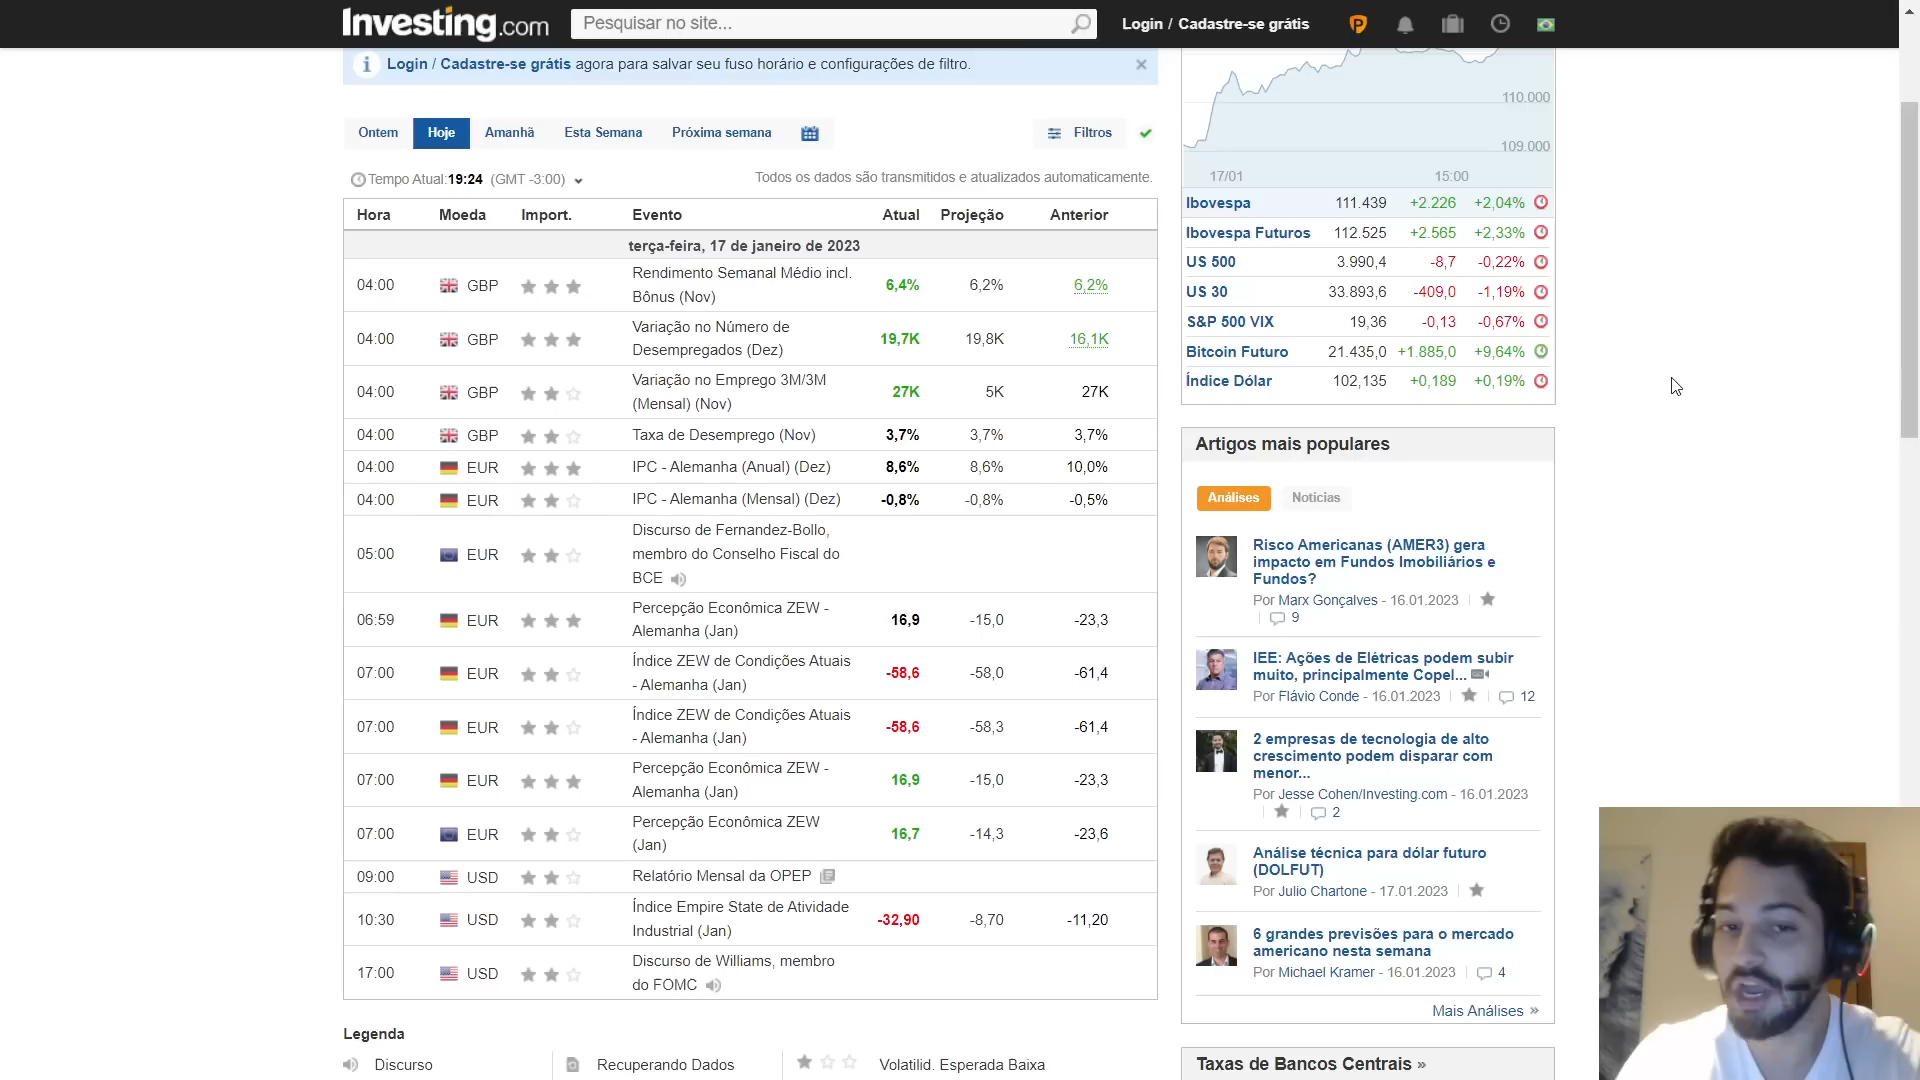 Investing.com
Pesquisar no site...
Login / Cadastre-se grátis
Login / Cadastre-se grátis agora para salvar seu fuso horário e configurações de filtro.
Ontem Hoje Amanhã Esta Semana Próxima semana Filtros
Tempo Atual:19:24 (GMT -3:00) Todos os dados são transmitidos e atualizados automaticamente.
Hora Moeda Import. Evento Atual Projeção Anterior
terça-feira, 17 de janeiro de 2023
04:00 GBP Rendimento Semanal Médio incl. Bônus (Nov) 6,4% 6,2% 6,2%
04:00 GBP Variação no Número de Desempregados (Dez) 19,7K 19,8K 16,1K
04:00 GBP Variação no Emprego 3M/3M (Mensal) (Nov) 27K 5K 27K
04:00 GBP Taxa de Desemprego (Nov) 3,7% 3,7% 3,7%
04:00 EUR IPC - Alemanha (Anual) (Dez) 8,6% 8,6% 10,0%
04:00 EUR IPC - Alemanha (Mensal) (Dez) -0,8% -0,8% -0,5%
05:00 EUR Discurso de Fernandez-Bollo, membro do Conselho Fiscal do BCE
06:59 EUR Percepção Econômica ZEW - Alemanha (Jan) 16,9 -15,0 -23,3
07:00 EUR Índice ZEW de Condições Atuais - Alemanha (Jan) -58,6 -58,0 -61,4
07:00 EUR Índice ZEW de Condições Atuais - Alemanha (Jan) -58,6 -58,3 -61,4
07:00 EUR Percepção Econômica ZEW - Alemanha (Jan) 16,9 -15,0 -23,3
07:00 EUR Percepção Econômica ZEW (Jan) 16,7 -14,3 -23,6
09:00 USD Relatório Mensal da OPEP
10:30 USD Índice Empire State de Atividade Industrial (Jan) -32,90 -8,70 -11,20
17:00 USD Discurso de Williams, membro do FOMC
Legenda
Discurso Recuperando Dados Volatilid. Esperada Baixa
110.000
109.000
17/01 15:00
Ibovespa 111.439 +2.226 +2,04%
Ibovespa Futuros 112.525 +2.565 +2,33%
US 500 3.990,4 -8,7 -0,22%
US 30 33.893,6 -409,0 -1,19%
S&P 500 VIX 19,36 -0,13 -0,67%
Bitcoin Futuro 21.435,0 +1.885,0 +9,64%
Índice Dólar 102,135 +0,189 +0,19%
Artigos mais populares
Análises Noticias
Risco Americanas (AMER3) gera
impacto em Fundos Imobiliários e
Fundos?
Por Marx Gonçalves - 16.01.2023
9
IEE: Ações de Elétricas podem subir
muito, principalmente Copel...
Por Flávio Conde - 16.01.2023 12
2 empresas de tecnologia de alto
crescimento podem disparar com
menor...
Por Jesse Cohen/Investing.com - 16.01.2023
2
Análise técnica para dólar futuro
(DOLFUT)
Por Julio Chartone - 17.01.2023
6 grandes previsões para o mercado
americano nesta semana
Por Michael Kramer - 16.01.2023 4
Mais Análises »
Taxas de Bancos Centrais »